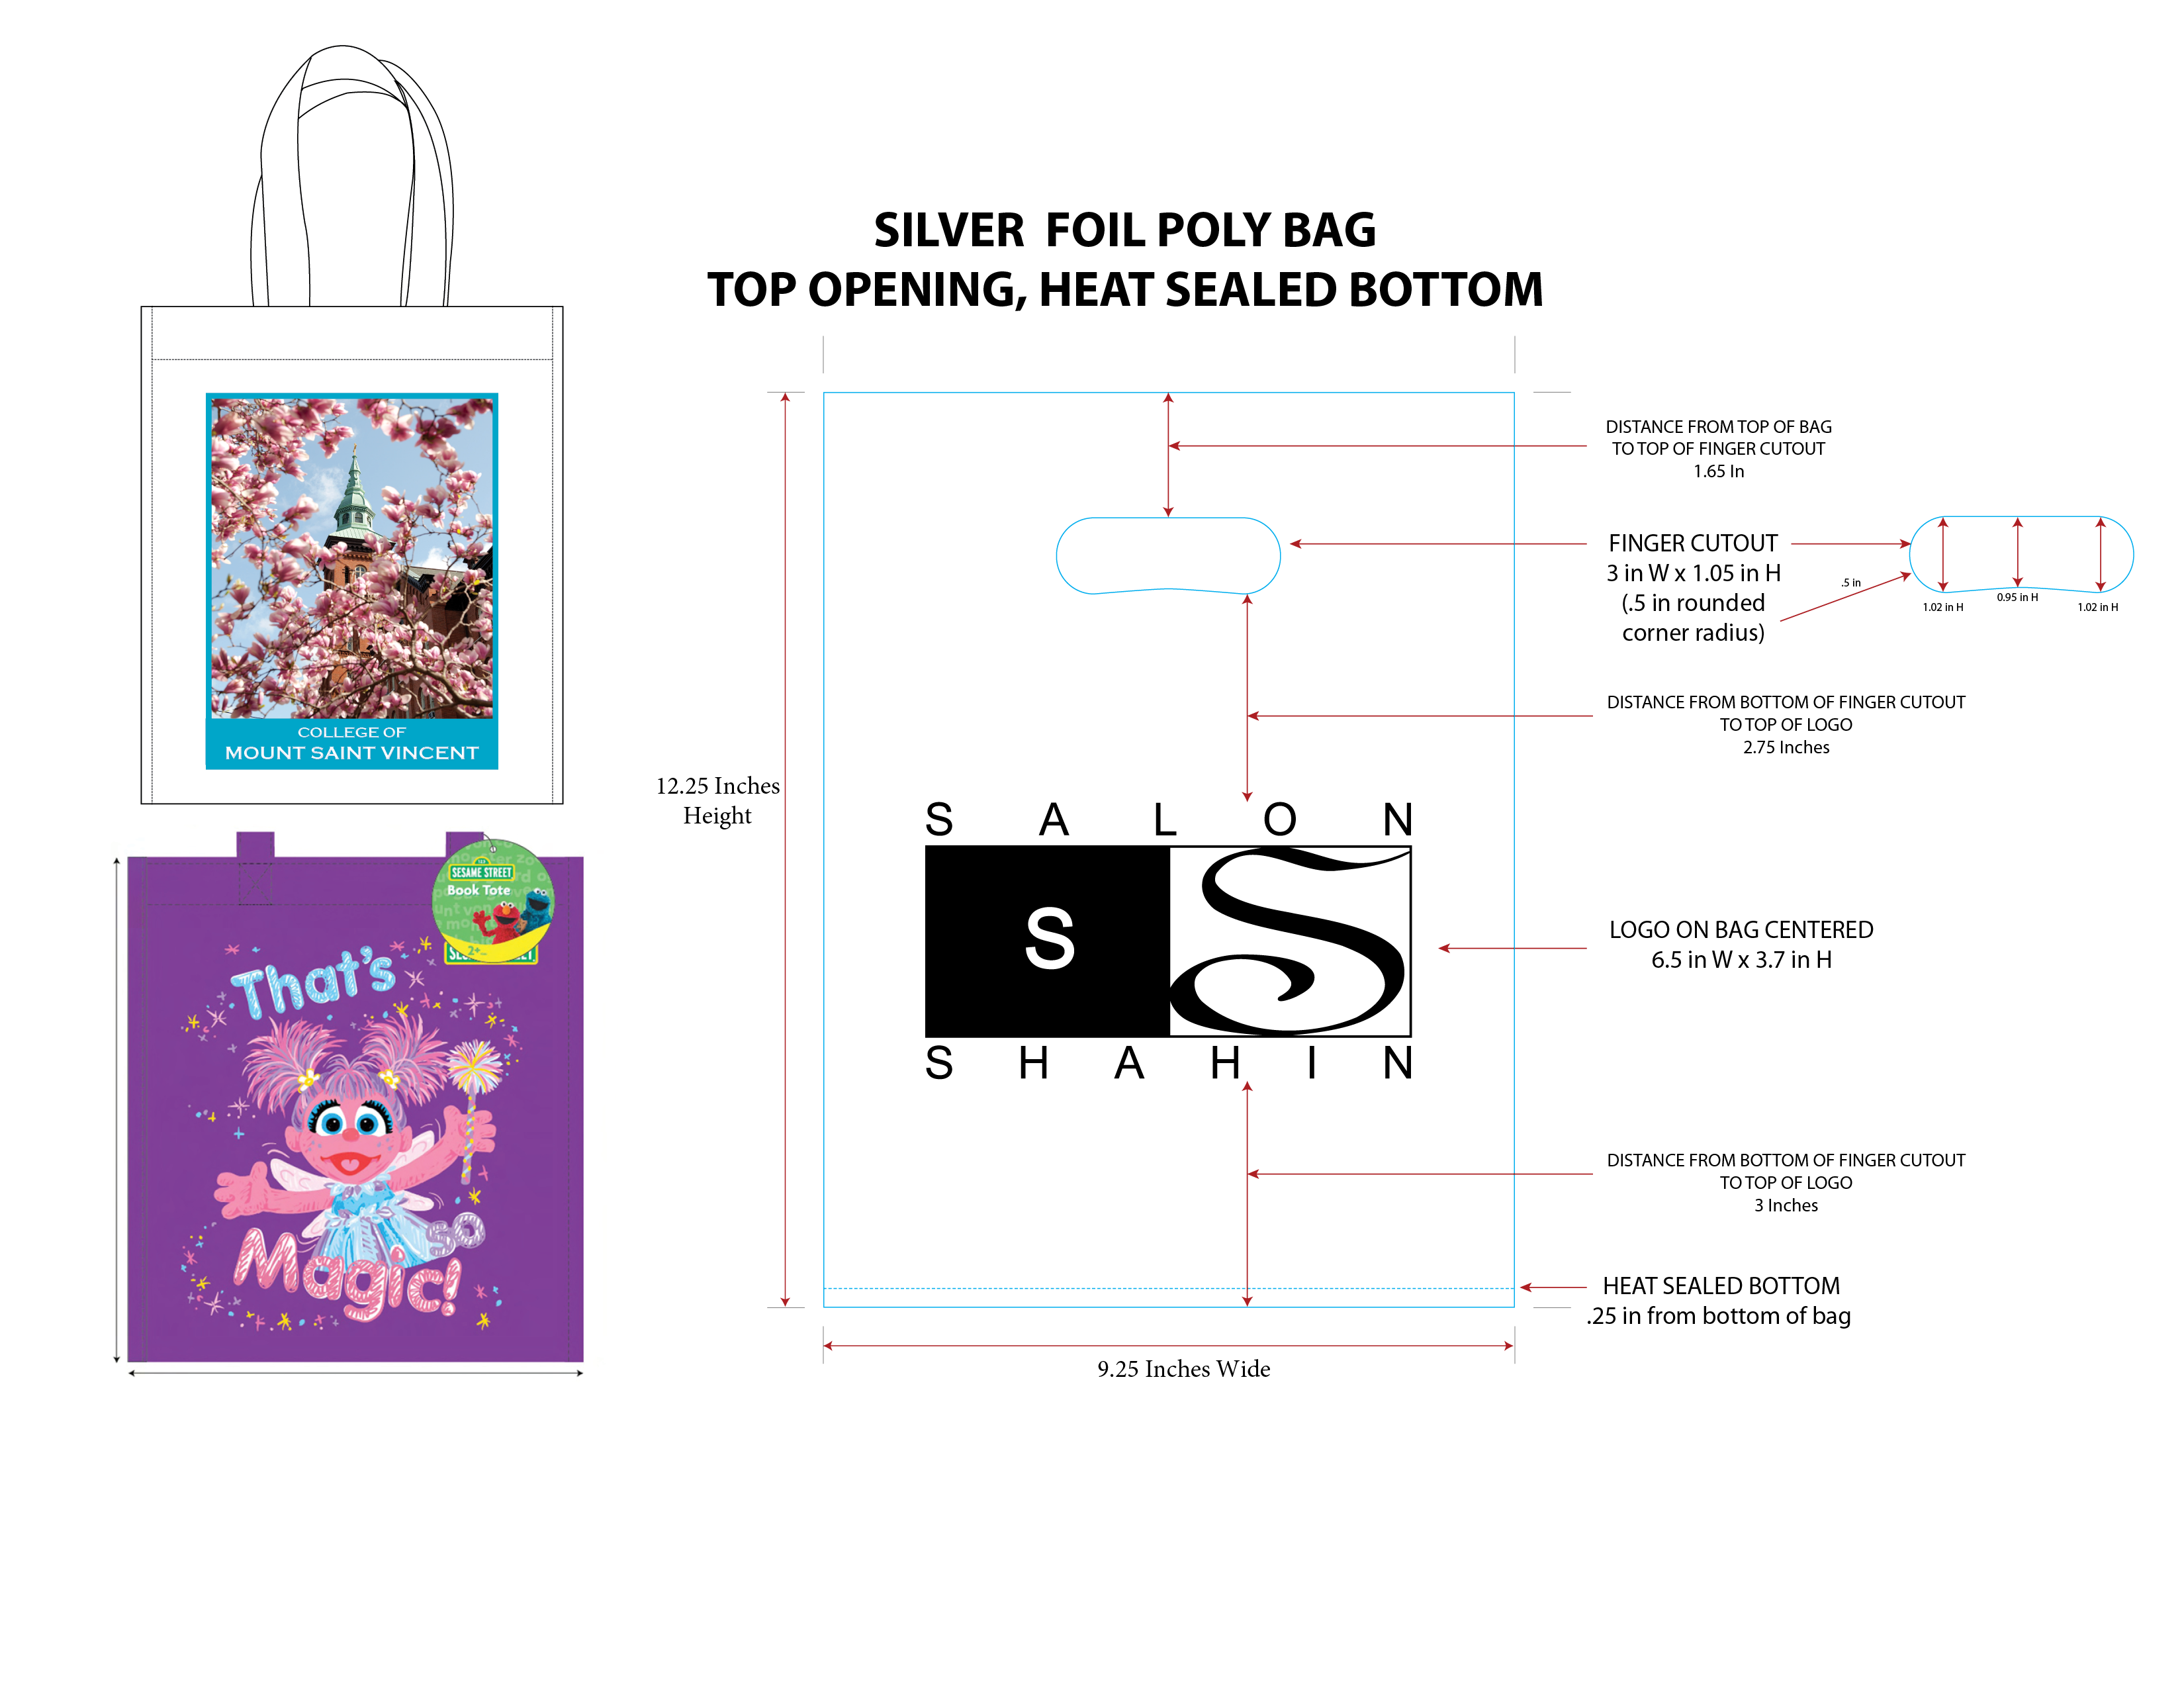 SILVER  FOIL POLY BAG
TOP OPENING, HEAT SEALED BOTTOM
COLLEGE OF
MOUNT SAINT VINCENT
SESAME STREET
Book Tote
2+
That's
so
Magic!
12.25 Inches
Height
S A L O N
S
S
S H A H I N
9.25 Inches Wide
DISTANCE FROM TOP OF BAG
TO TOP OF FINGER CUTOUT
1.65 In
FINGER CUTOUT
3 in W x 1.05 in H
(.5 in rounded
corner radius)
.5 in
1.02 in H
0.95 in H
1.02 in H
DISTANCE FROM BOTTOM OF FINGER CUTOUT
TO TOP OF LOGO
2.75 Inches
LOGO ON BAG CENTERED
6.5 in W x 3.7 in H
DISTANCE FROM BOTTOM OF FINGER CUTOUT
TO TOP OF LOGO
3 Inches
HEAT SEALED BOTTOM
.25 in from bottom of bag